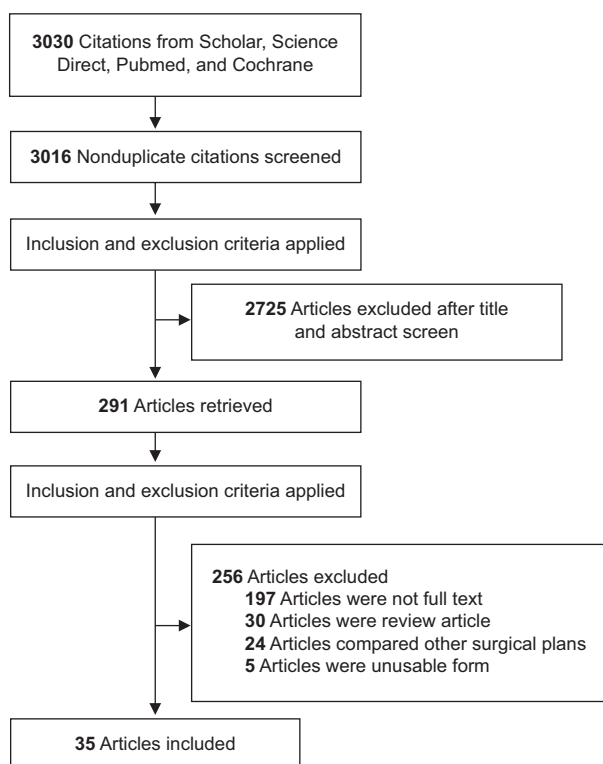 3030 Citations from Scholar, Science
Direct, Pubmed, and Cochrane
3016 Nonduplicate citations screened
Inclusion and exclusion criteria applied
2725 Articles excluded after title
and abstract screen
291 Articles retrieved
Inclusion and exclusion criteria applied
256 Articles excluded
197 Articles were not full text
30 Articles were review article
24 Articles compared other surgical plans
5 Articles were unusable form
35 Articles included